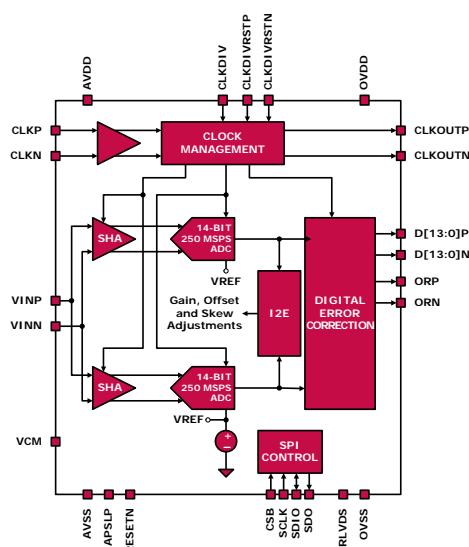 AVDD
CLKDIV
CLKDIVRSTP
CLKDIVRSTN
OVDD
CLKP
CLKN
CLOCK
MANAGEMENT
CLKOUTP
CLKOUTN
SHA
14-BIT
250 MSPS
ADC
VREF
D[13:0]P
D[13:0]N
ORP
ORN
VINP
VINN
Gain, Offset
and Skew
Adjustments
I2E
DIGITAL
ERROR
CORRECTION
SHA
14-BIT
250 MSPS
ADC
VREF
+
−
VCM
SPI
CONTROL
AVSS
APSLP
RESETN
CSB
SCLK
SDIO
SDO
RLVDS
OVSS